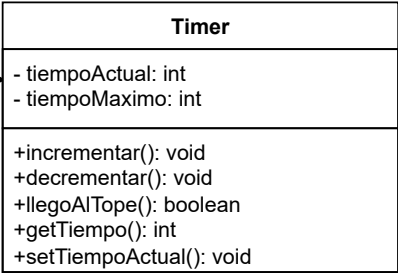 Timer
- tiempoActual: int
- tiempoMaximo: int
+incrementar(): void
+decrementar(): void
+llegoAlTope(): boolean
+getTiempo(): int
+setTiempoActual(): void